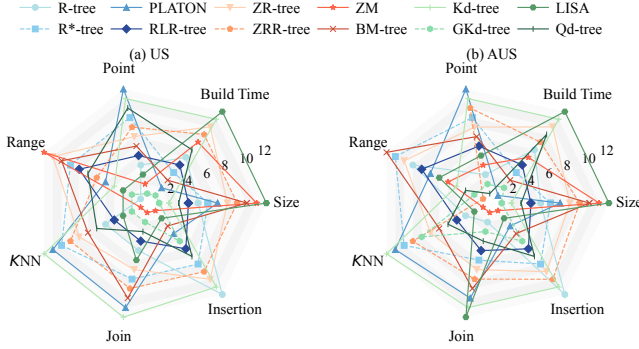 R-tree PLATON ZR-tree ZM Kd-tree LISA
R*-tree RLR-tree ZRR-tree BM-tree GKd-tree Qd-tree
(a) US (b) AUS
Point Point
Build Time Build Time
Range Range
2 4 6 8 10 12 2 4 6 8 10 12
Size Size
KNN KNN
Insertion Insertion
Join Join